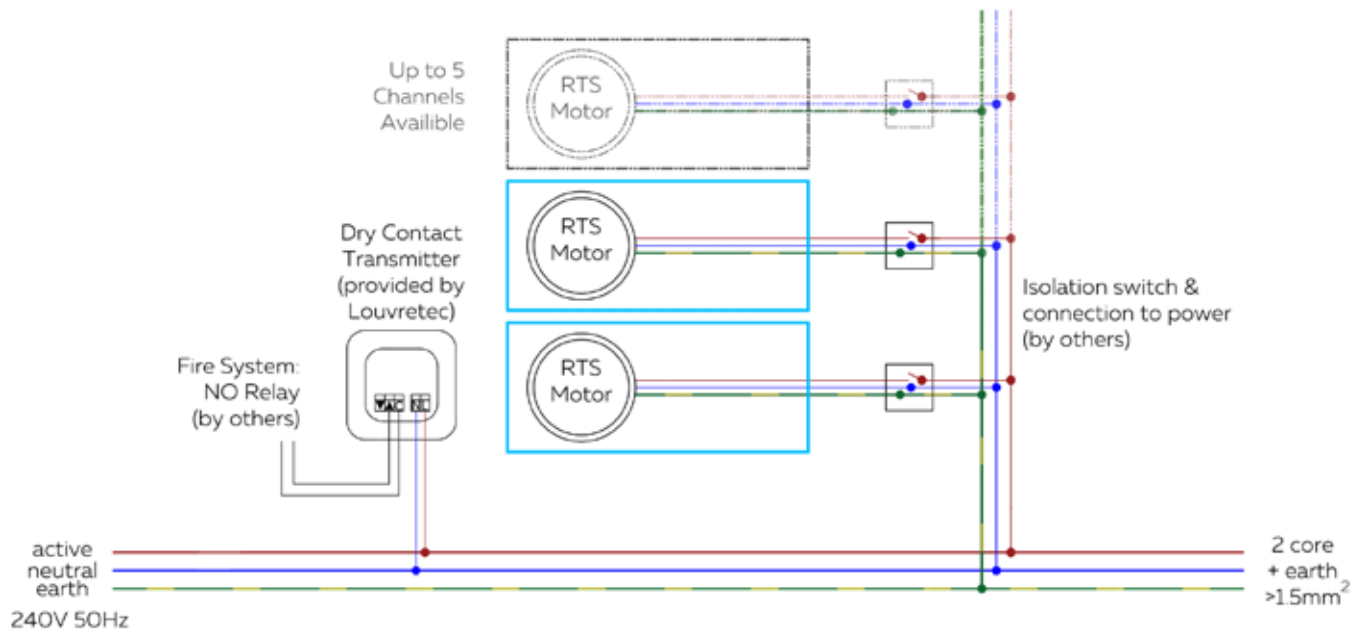 Up to 5
Channels
Availible
RTS
Motor
Dry Contact
Transmitter
(provided by
Louvretec)
RTS
Motor
Isolation switch &
connection to power
(by others)
Fire System:
NO Relay
(by others)
▼▲C NL
RTS
Motor
active
neutral
earth
240V 50Hz
2 core
+ earth
>1.5mm²